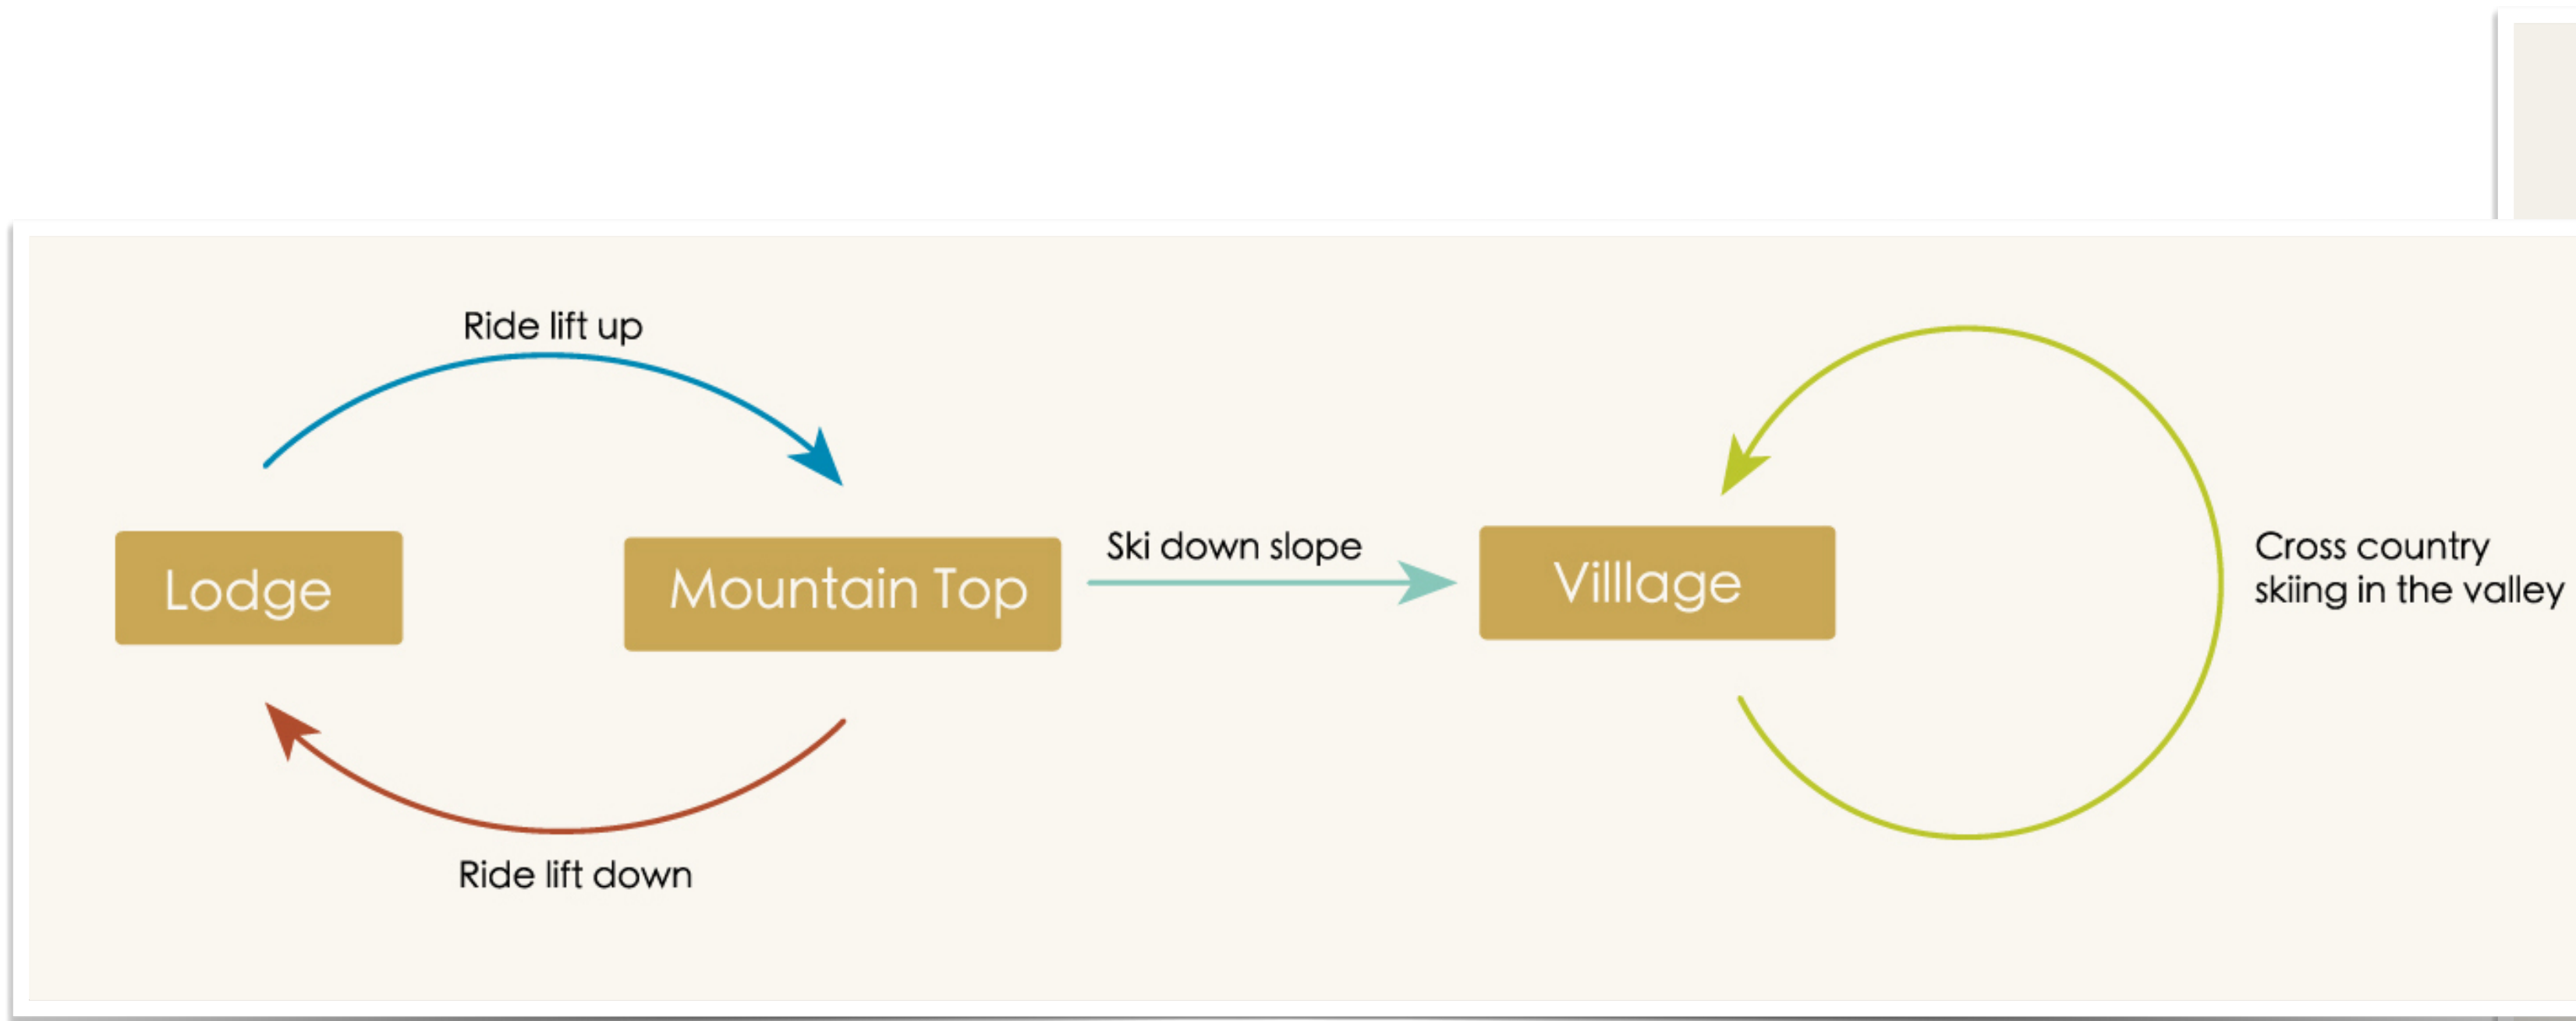 Ride lift up
Lodge
Mountain Top
Ski down slope
Villlage
Cross country
skiing in the valley
Ride lift down